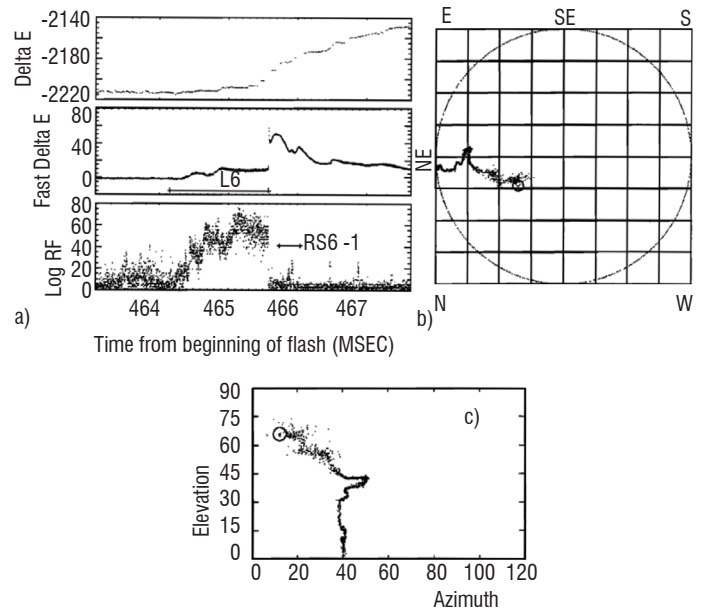 Delta E
-2140
-2180
-2220
Fast Delta E
80
40
0
L6
Log RF
80
60
40
20
0
RS6 -1
464 465 466 467
a)
Time from beginning of flash (MSEC)
E SE S
NE
N W
b)
c)
Elevation
90
75
60
45
30
15
0
0 20 40 60 80 100 120
Azimuth